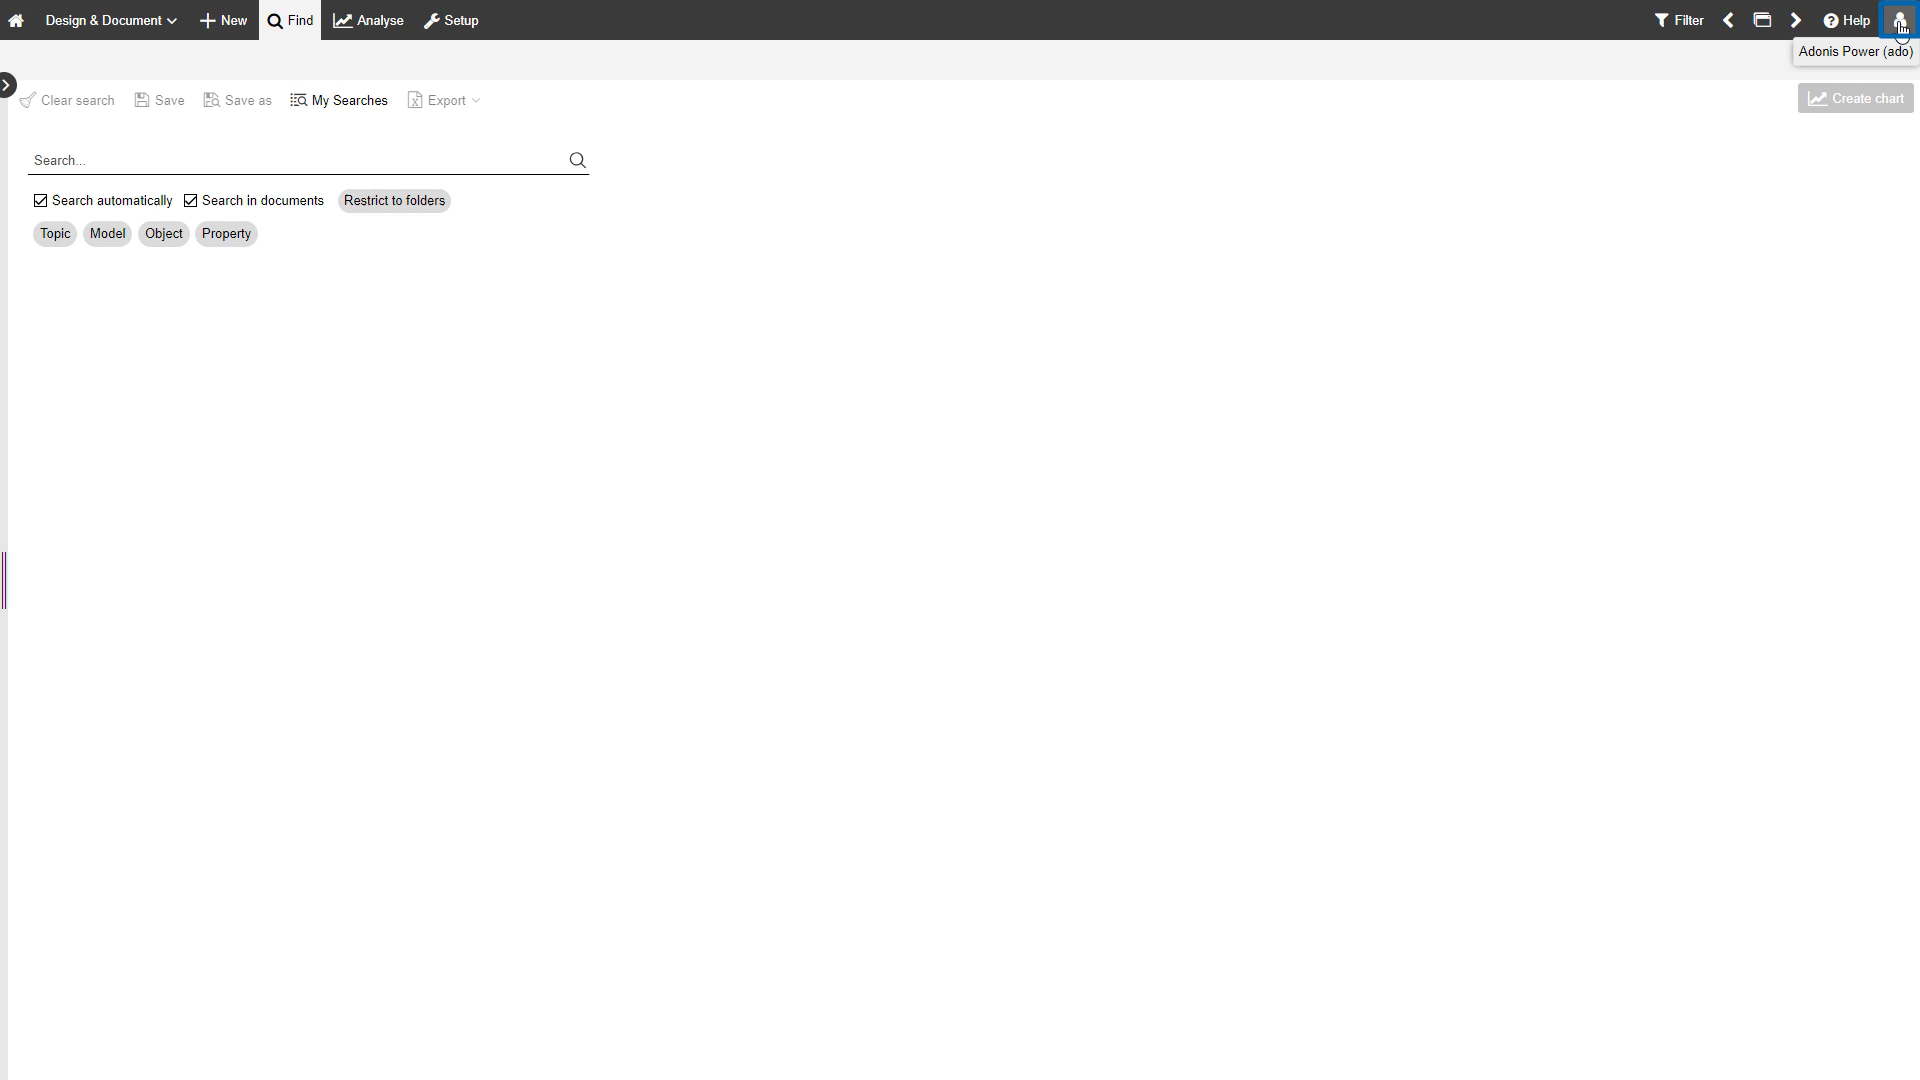 Design & Document New Find Analyse Setup Filter Help
Adonis Power (ado)
Clear search Save Save as My Searches Export Create chart
Search...
Search automatically Search in documents Restrict to folders
Topic Model Object Property